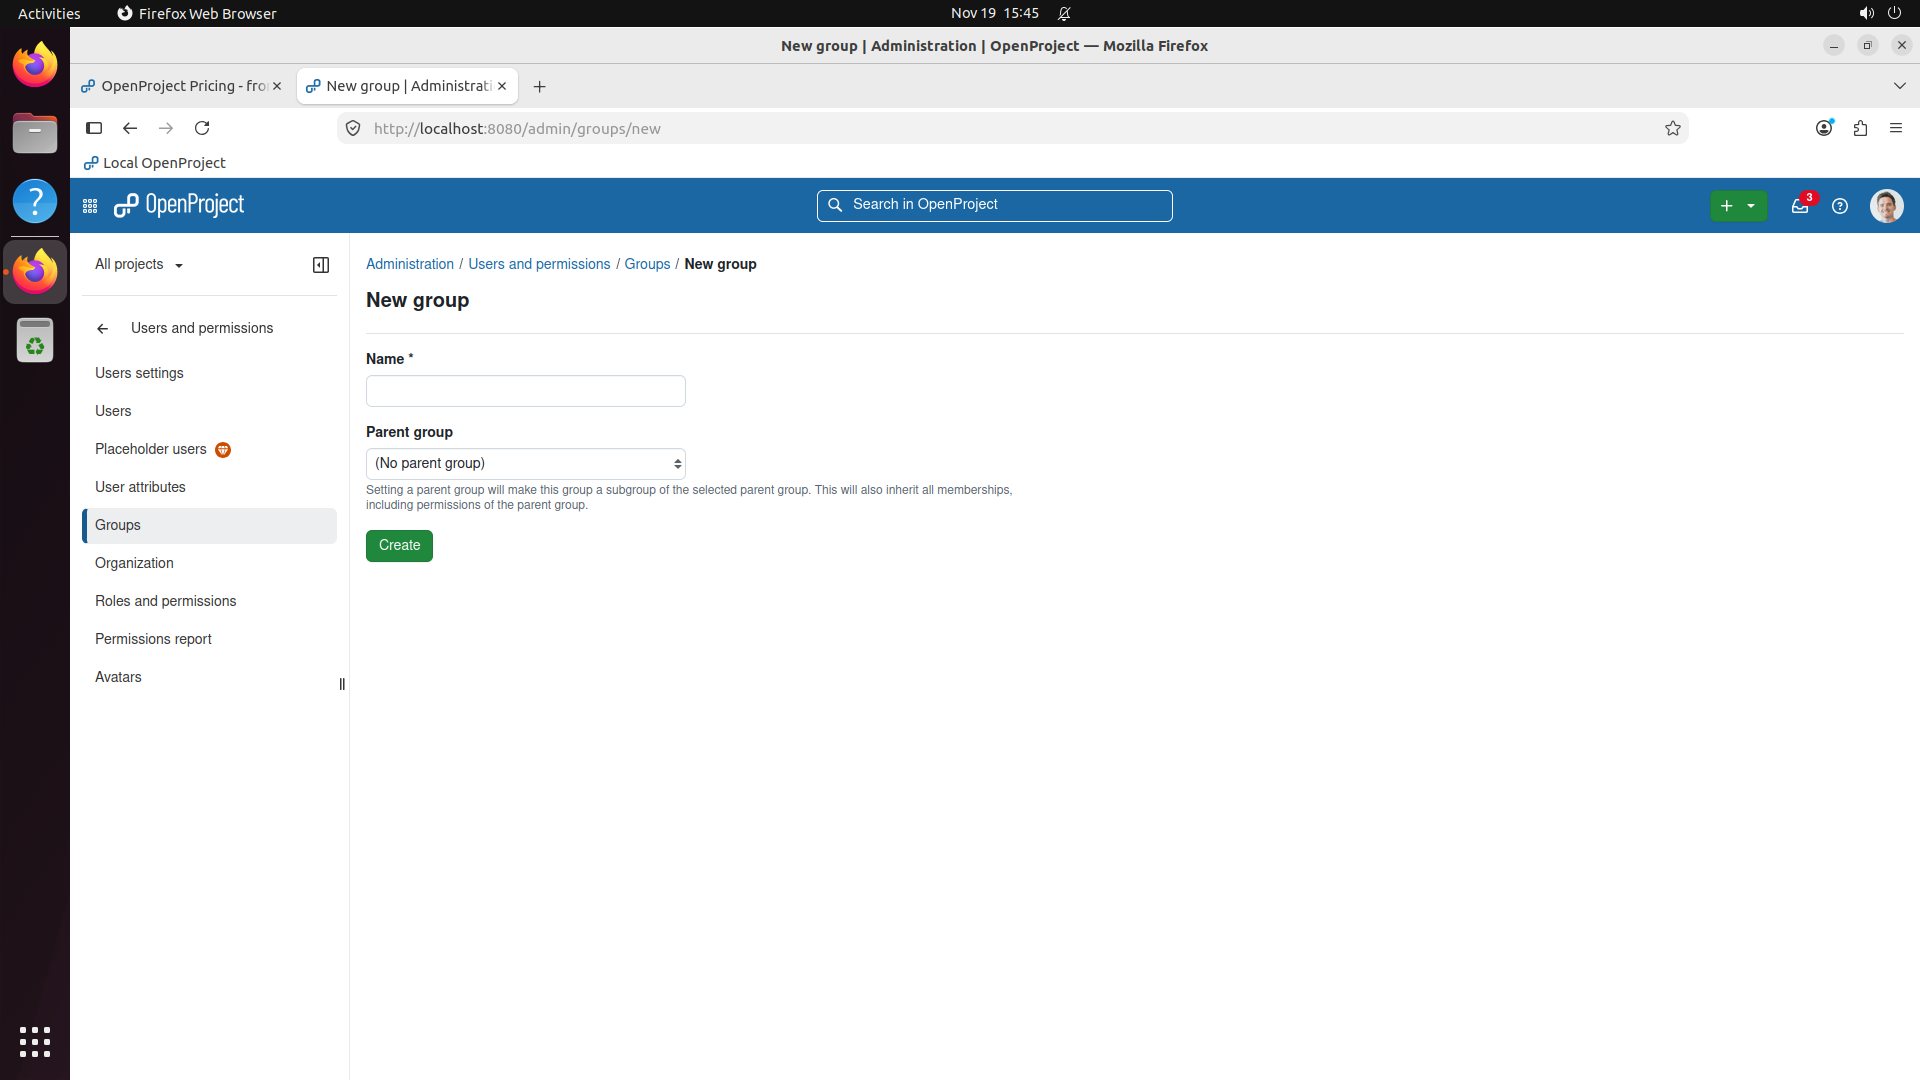 Activities
Firefox Web Browser
Nov 19 15:45
New group | Administration | OpenProject — Mozilla Firefox
OpenProject Pricing - fro
New group | Administrati
http://localhost:8080/admin/groups/new
Local OpenProject
OpenProject
Search in OpenProject
3
All projects
Administration / Users and permissions / Groups / New group
New group
Users and permissions
Users settings
Users
Placeholder users
User attributes
Groups
Organization
Roles and permissions
Permissions report
Avatars
Name *
Parent group
(No parent group)
Setting a parent group will make this group a subgroup of the selected parent group. This will also inherit all memberships,
including permissions of the parent group.
Create